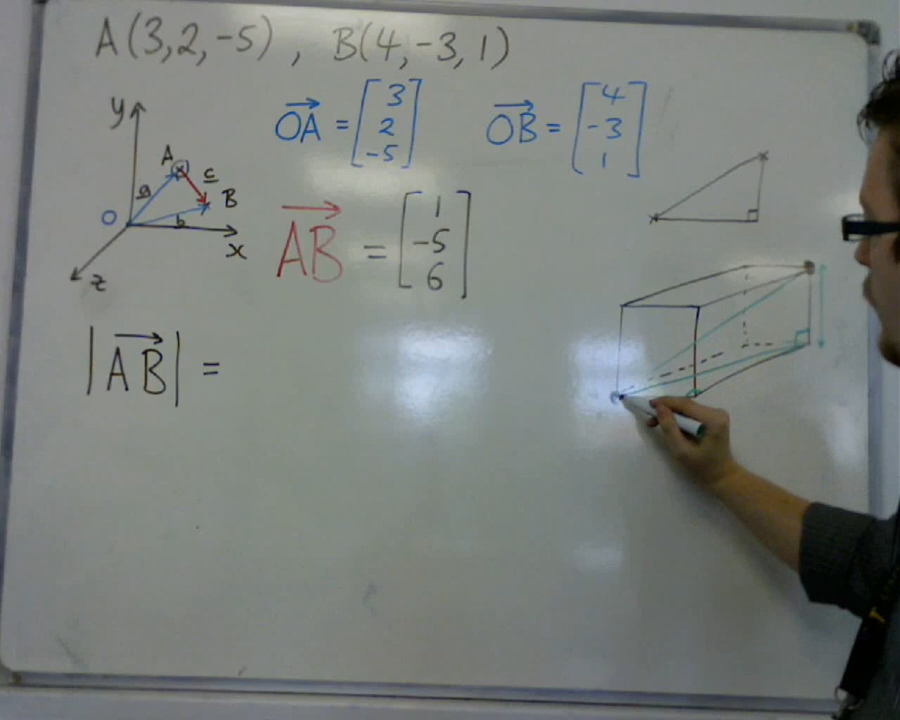 A(3,2,-5) , B(4,-3,1)
y
A
a
c
B
b
O
x
z
OA = [3 2 -5]
OB = [4 -3 1]
AB = [1 -5 6]
|AB| =